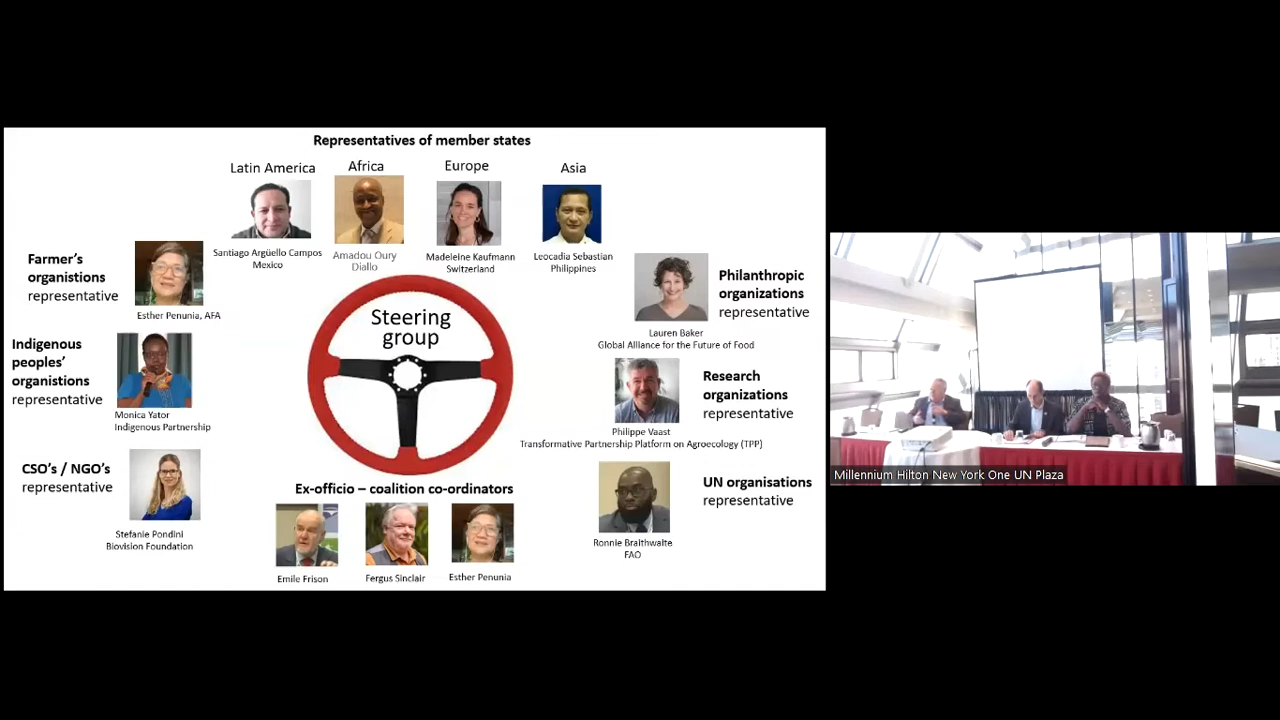 Representatives of member states
Latin America
Africa
Europe
Asia
Santiago Argüello Campos
Mexico
Amadou Oury
Diallo
Madeleine Kaufmann
Switzerland
Leocadia Sebastian
Philippines
Farmer's
organistions
representative
Esther Penunia, AFA
Philanthropic
organizations
representative
Lauren Baker
Global Alliance for the Future of Food
Steering
group
Indigenous
peoples'
organistions
representative
Monica Yator
Indigenous Partnership
Research
organizations
representative
Philippe Vaast
Transformative Partnership Platform on Agroecology (TPP)
CSO's / NGO's
representative
Stefanie Pondini
Biovision Foundation
UN organisations
representative
Ronnie Braithwaite
FAO
Ex-officio – coalition co-ordinators
Emile Frison
Fergus Sinclair
Esther Penunia
Millennium Hilton New York One UN Plaza